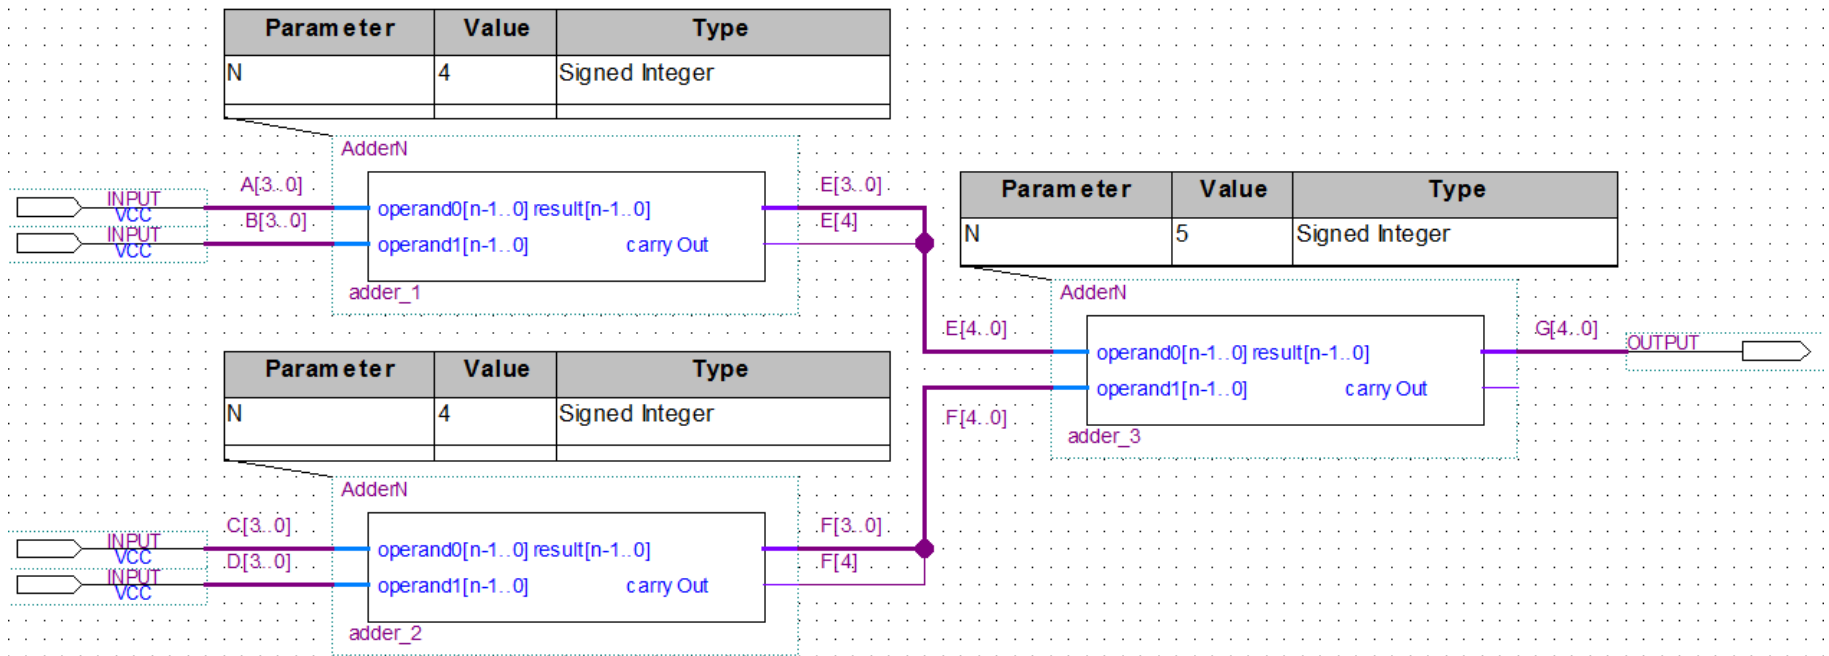 Parameter Value Type
N 4 Signed Integer
AdderN
A[3..0]
INPUT
VCC
B[3..0]
INPUT
VCC
operand0[n-1..0] result[n-1..0]
operand1[n-1..0] carry Out
adder_1
E[3..0]
E[4]
Parameter Value Type
N 4 Signed Integer
AdderN
C[3..0]
INPUT
VCC
D[3..0]
INPUT
VCC
operand0[n-1..0] result[n-1..0]
operand1[n-1..0] carry Out
adder_2
F[3..0]
F[4]
Parameter Value Type
N 5 Signed Integer
AdderN
E[4..0]
F[4..0]
operand0[n-1..0] result[n-1..0]
operand1[n-1..0] carry Out
adder_3
G[4..0]
OUTPUT